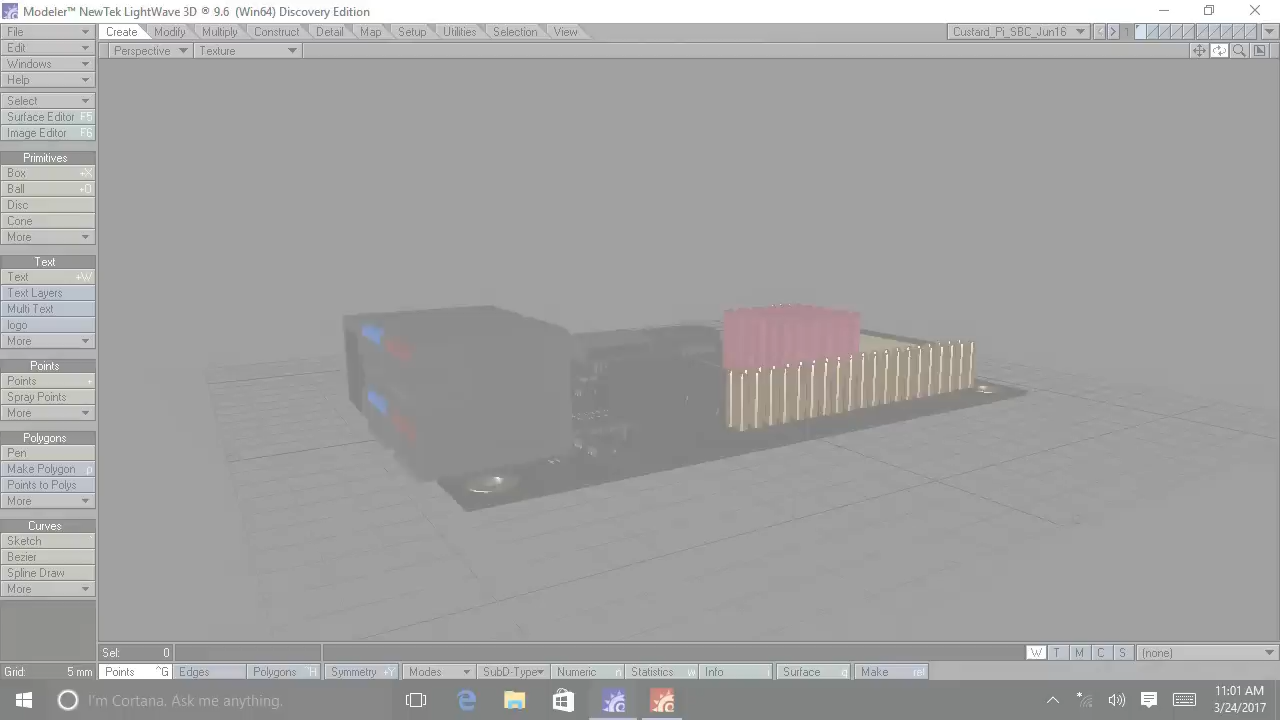 Modeler™ NewTek LightWave 3D ® 9.6 (Win64) Discovery Edition
File Create Modify Multiply Construct Detail Map Setup Utilities Selection View Custard_Pi_SBC_Jun16 1
Edit Perspective Texture
Windows
Help
Select
Surface Editor F5
Image Editor F6
Primitives
Box +X
Ball +O
Disc
Cone
More
Text
Text +W
Text Layers
Multi Text
logo
More
Points
Points +
Spray Points
More
Polygons
Pen
Make Polygon p
Points to Polys
More
Curves
Sketch
Bezier
Spline Draw
More
Sel: 0 W T M C S (none)
Grid: 5 mm Points ^G Edges Polygons ^H Symmetry +Y Modes SubD-Type Numeric n Statistics w Info i Surface q Make ret
I'm Cortana. Ask me anything. 11:01 AM
3/24/2017